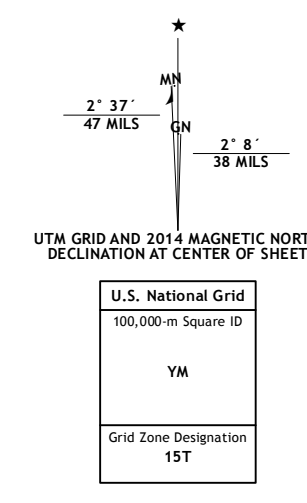 ★
MN
2° 37´
47 MILS
GN
2° 8´
38 MILS
UTM GRID AND 2014 MAGNETIC NORT
DECLINATION AT CENTER OF SHEET
U.S. National Grid
100,000-m Square ID
YM
Grid Zone Designation
15T